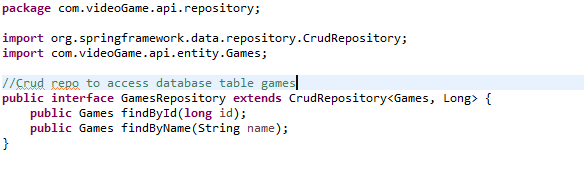 package com.videoGame.api.repository;
import org.springframework.data.repository.CrudRepository;
import com.videoGame.api.entity.Games;
//Crud repo to access database table games
public interface GamesRepository extends CrudRepository<Games, Long> {
public Games findById(long id);
public Games findByName(String name);
}